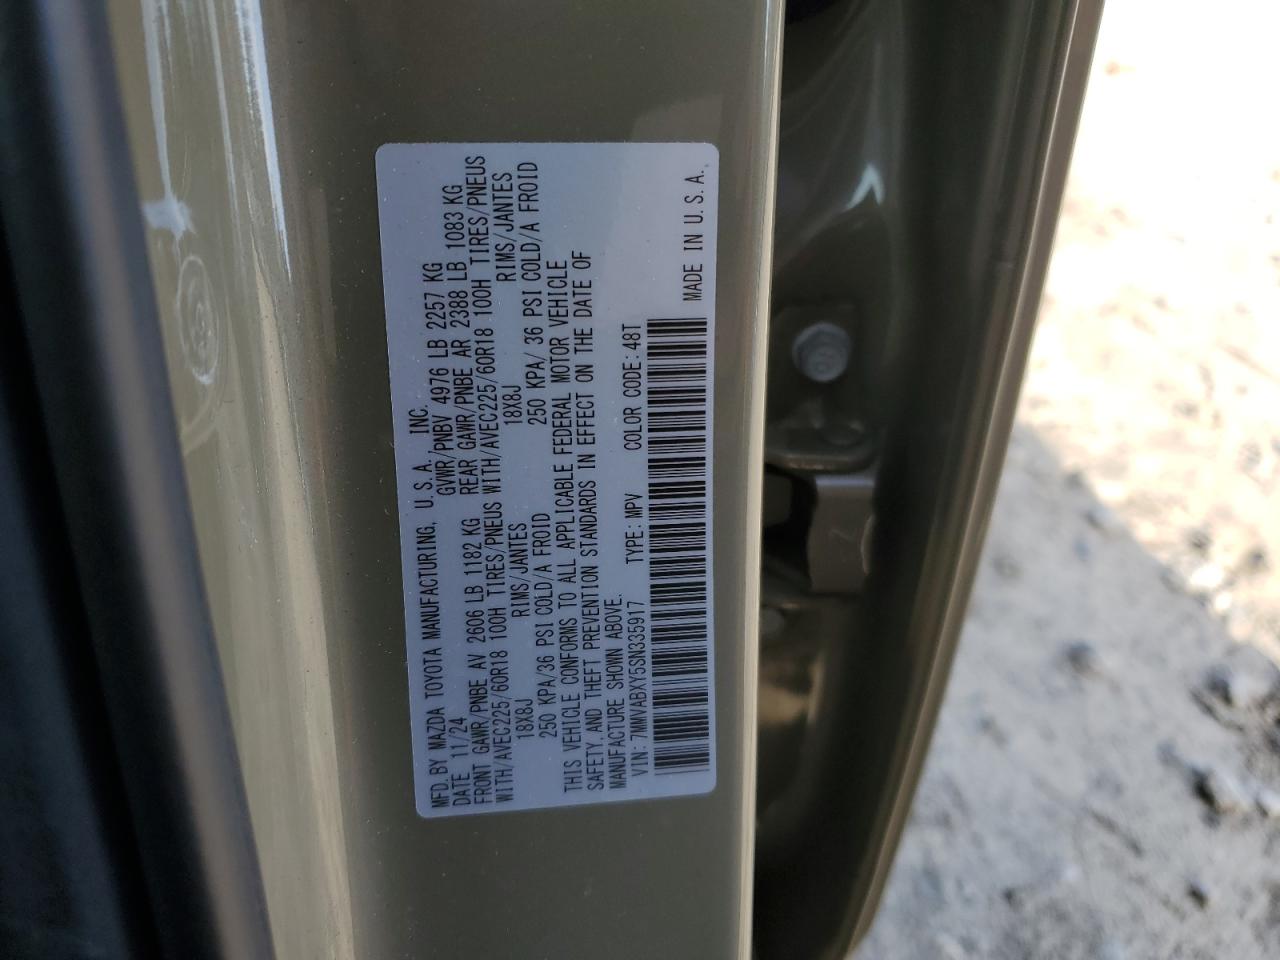 MFD. BY MAZDA TOYOTA MANUFACTURING, U.S.A., INC.
DATE 11/24 GVWR/PNBV 4976 LB 2257 KG
FRONT GAWR/PNBE AV 2606 LB 1182 KG REAR GAWR/PNBE AR 2388 LB 1083 KG
WITH/AVEC225/60R18 100H TIRES/PNEUS WITH/AVEC225/60R18 100H TIRES/PNEUS
18X8J RIMS/JANTES 18X8J RIMS/JANTES
250 KPA/36 PSI COLD/A FROID 250 KPA/ 36 PSI COLD/A FROID
THIS VEHICLE CONFORMS TO ALL APPLICABLE FEDERAL MOTOR VEHICLE
SAFETY AND THEFT PREVENTION STANDARDS IN EFFECT ON THE DATE OF
MANUFACTURE SHOWN ABOVE.
VIN: 7MMVABXY5SN335917 TYPE: MPV COLOR CODE: 48T
MADE IN U.S.A.